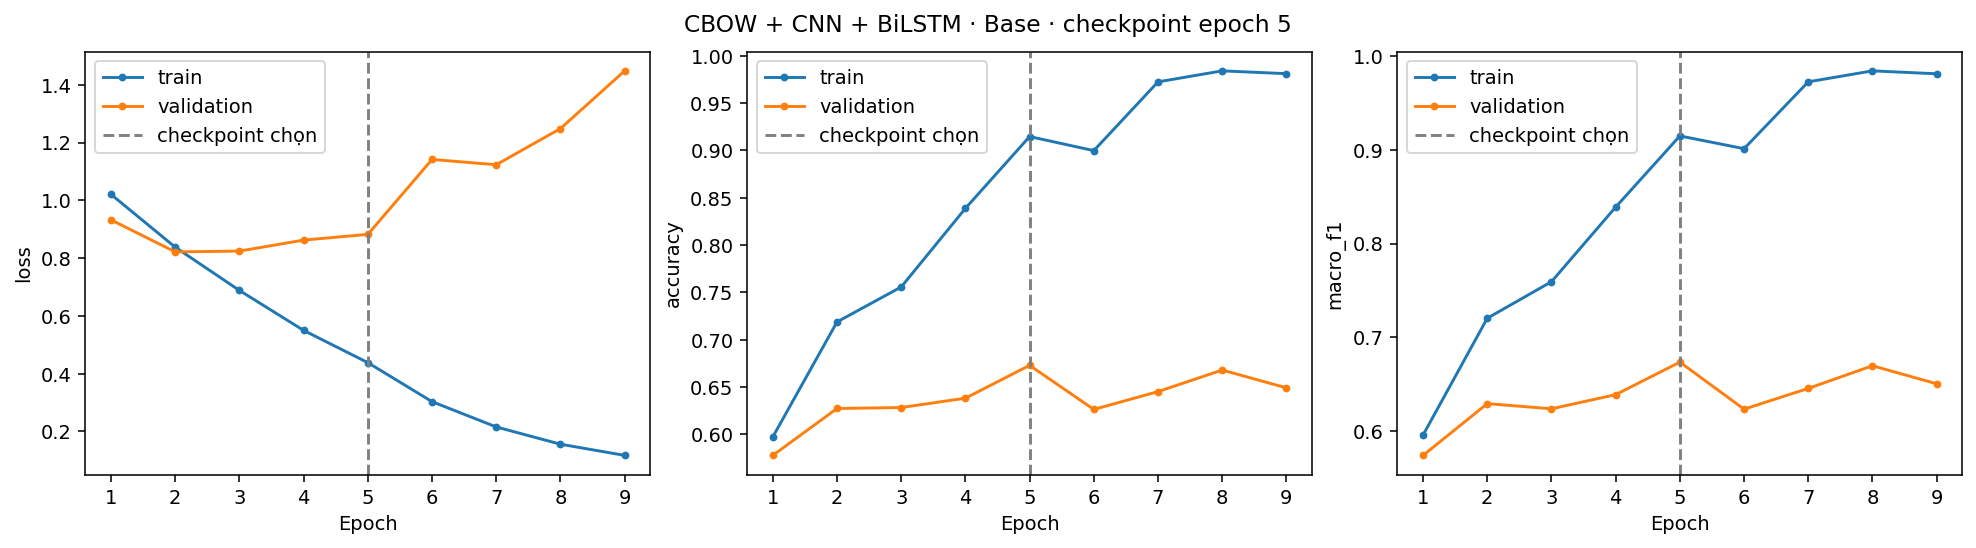 CBOW + CNN + BiLSTM · Base · checkpoint epoch 5
train
validation
checkpoint chọn
1.4
1.2
1.0
0.8
0.6
0.4
0.2
loss
1 2 3 4 5 6 7 8 9
Epoch
train
validation
checkpoint chọn
1.00
0.95
0.90
0.85
0.80
0.75
0.70
0.65
0.60
accuracy
1 2 3 4 5 6 7 8 9
Epoch
train
validation
checkpoint chọn
1.0
0.9
0.8
0.7
0.6
macro_f1
1 2 3 4 5 6 7 8 9
Epoch